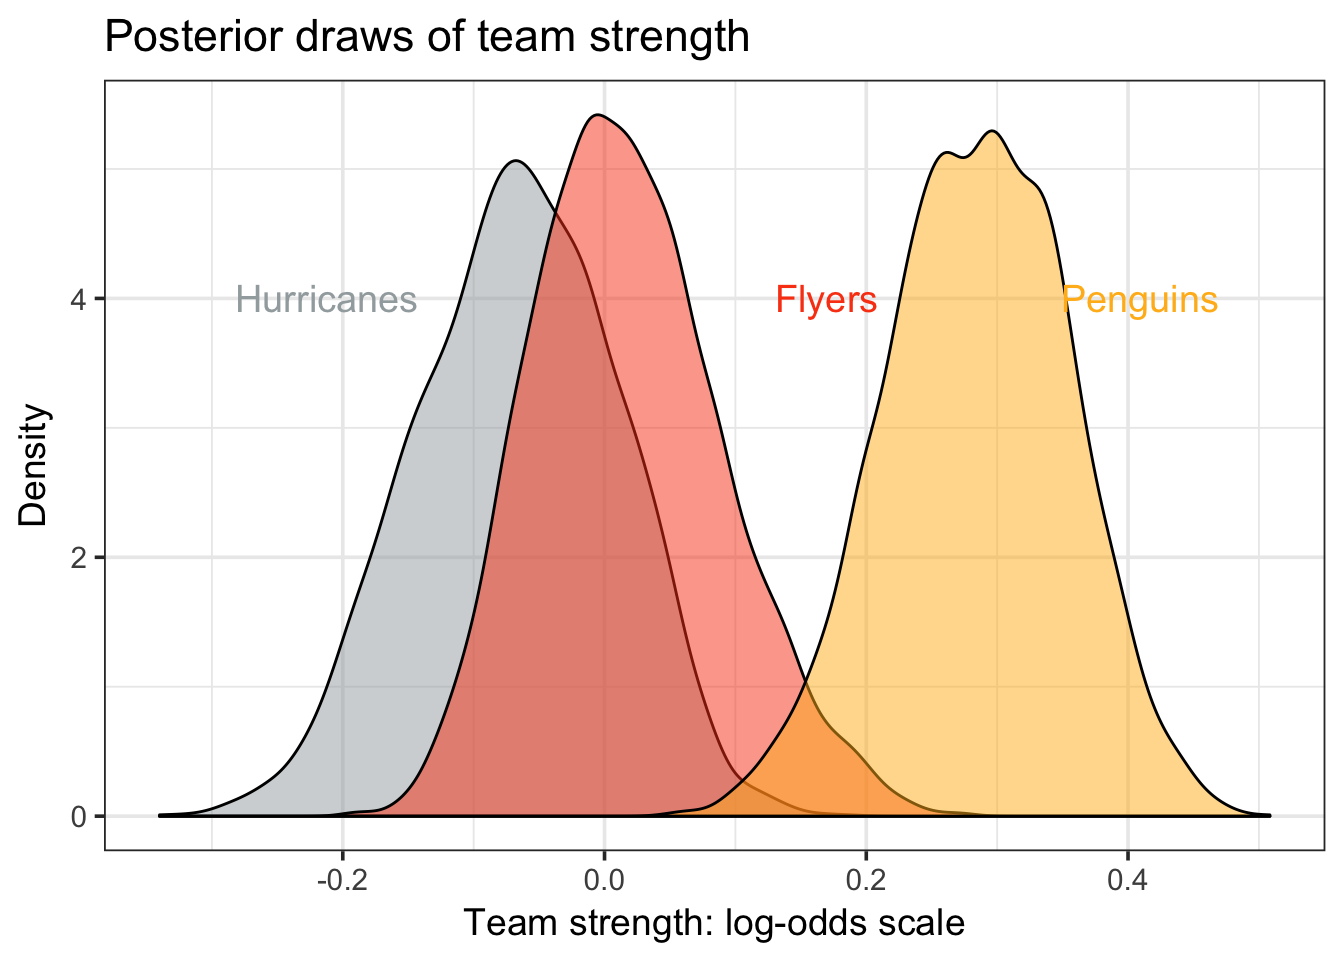 Posterior draws of team strength
Hurricanes
Flyers
Penguins
Density
4
2
0
-0.2
0.0
0.2
0.4
Team strength: log-odds scale